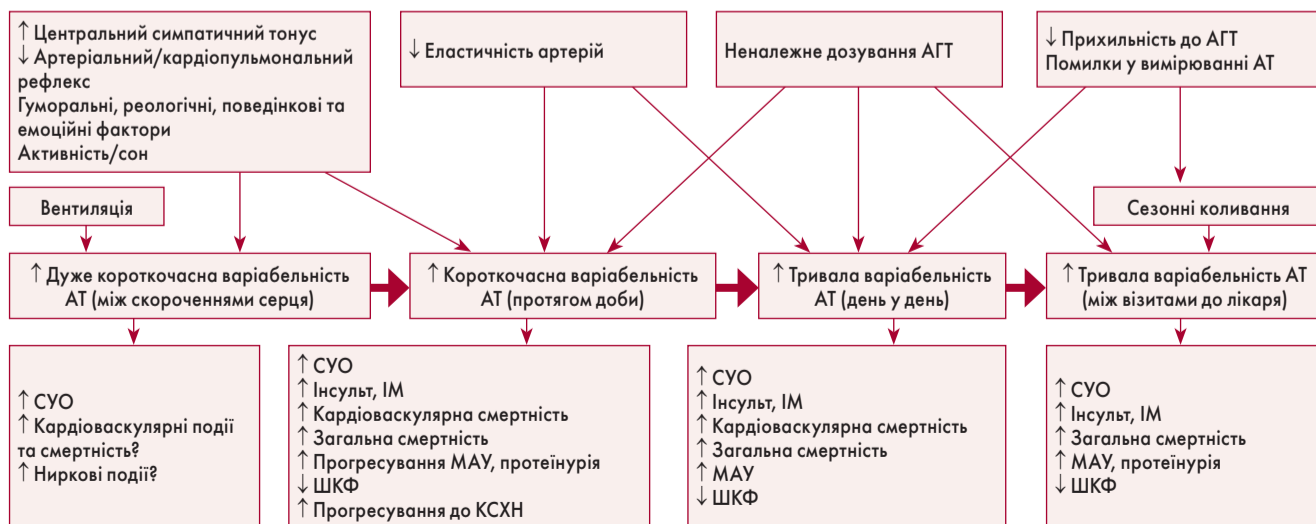 ↑ Центральний симпатичний тонус
↓ Артеріальний/кардіопульмональний
рефлекс
Гуморальні, реологічні, поведінкові та
емоційні фактори
Активність/сон
↓ Еластичність артерій
Неналежне дозування АГТ
↓ Прихильність до АГТ
Помилки у вимірюванні АТ
Вентиляція
Сезонні коливання
↑ Дуже короткочасна варіабельність
АТ (між скороченнями серця)
↑ Короткочасна варіабельність
АТ (протягом доби)
↑ Тривала варіабельність
АТ (день у день)
↑ Тривала варіабельність АТ
(між візитами до лікаря)
↑ СУО
↑ Кардіоваскулярні події
та смертність?
↑ Ниркові події?
↑ СУО
↑ Інсульт, ІМ
↑ Кардіоваскулярна смертність
↑ Загальна смертність
↑ Прогресування МАУ, протеїнурія
↓ ШКФ
↑ Прогресування до КСХН
↑ СУО
↑ Інсульт, ІМ
↑ Кардіоваскулярна смертність
↑ Загальна смертність
↑ МАУ
↓ ШКФ
↑ СУО
↑ Інсульт, ІМ
↑ Загальна смертність
↑ МАУ, протеїнурія
↓ ШКФ